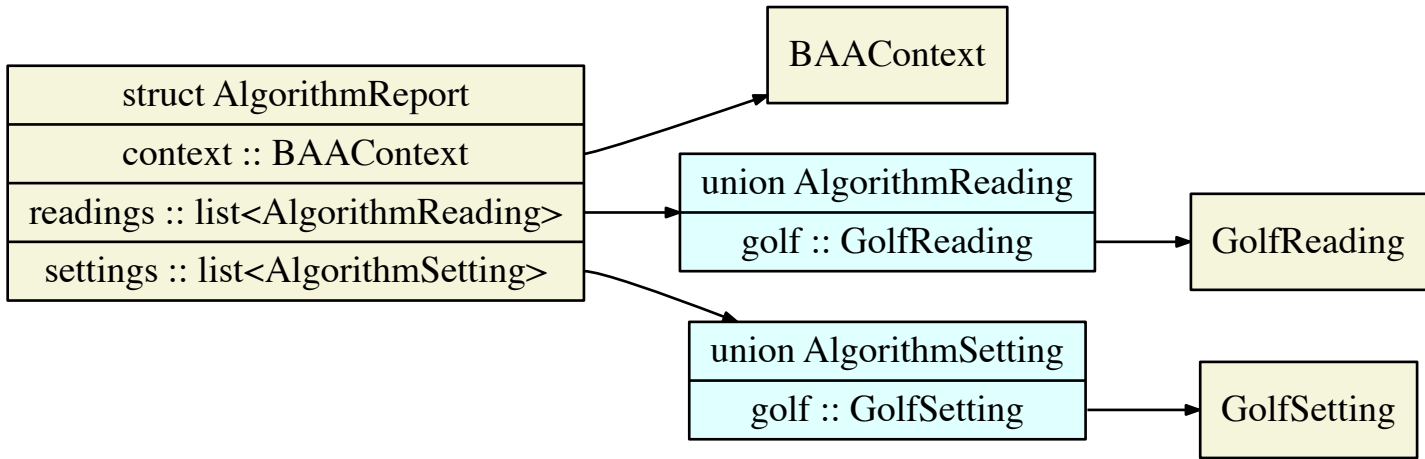 struct AlgorithmReport
context :: BAAContext
readings :: list<AlgorithmReading>
settings :: list<AlgorithmSetting>
BAAContext
union AlgorithmReading
golf :: GolfReading
GolfReading
union AlgorithmSetting
golf :: GolfSetting
GolfSetting